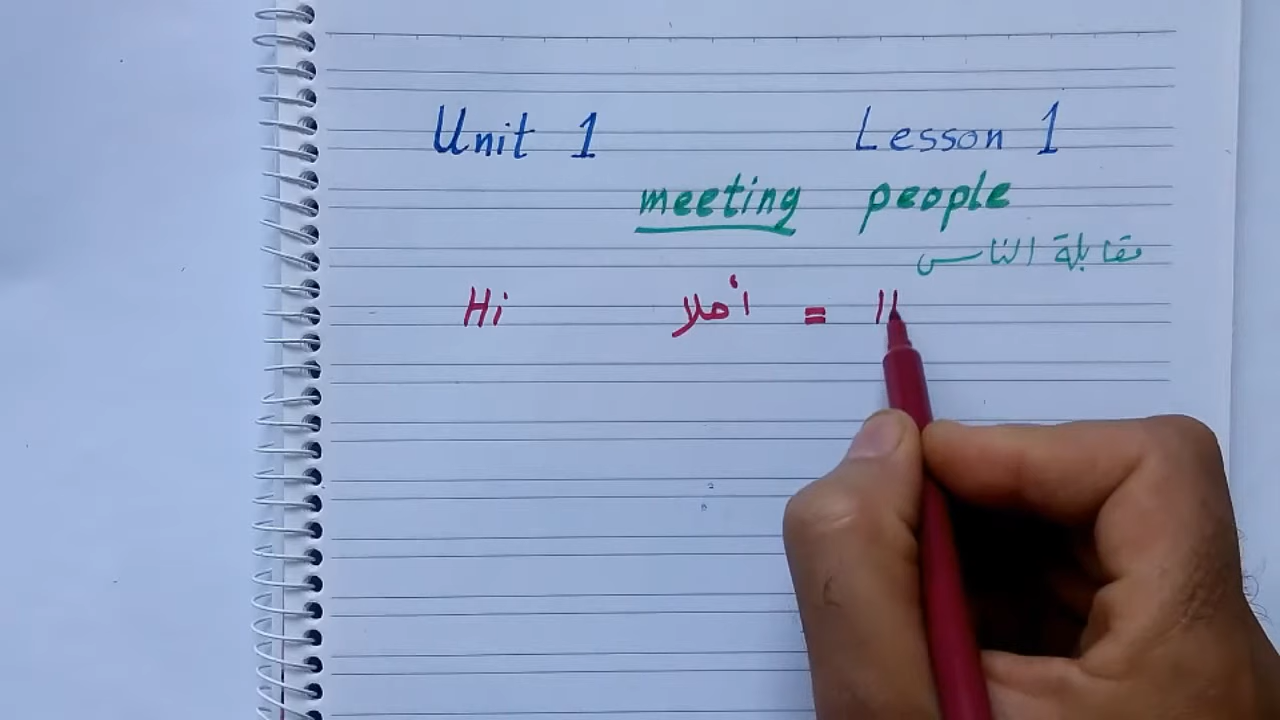 Unit 1 Lesson 1
meeting people
مقابلة الناس
Hi أهلا =